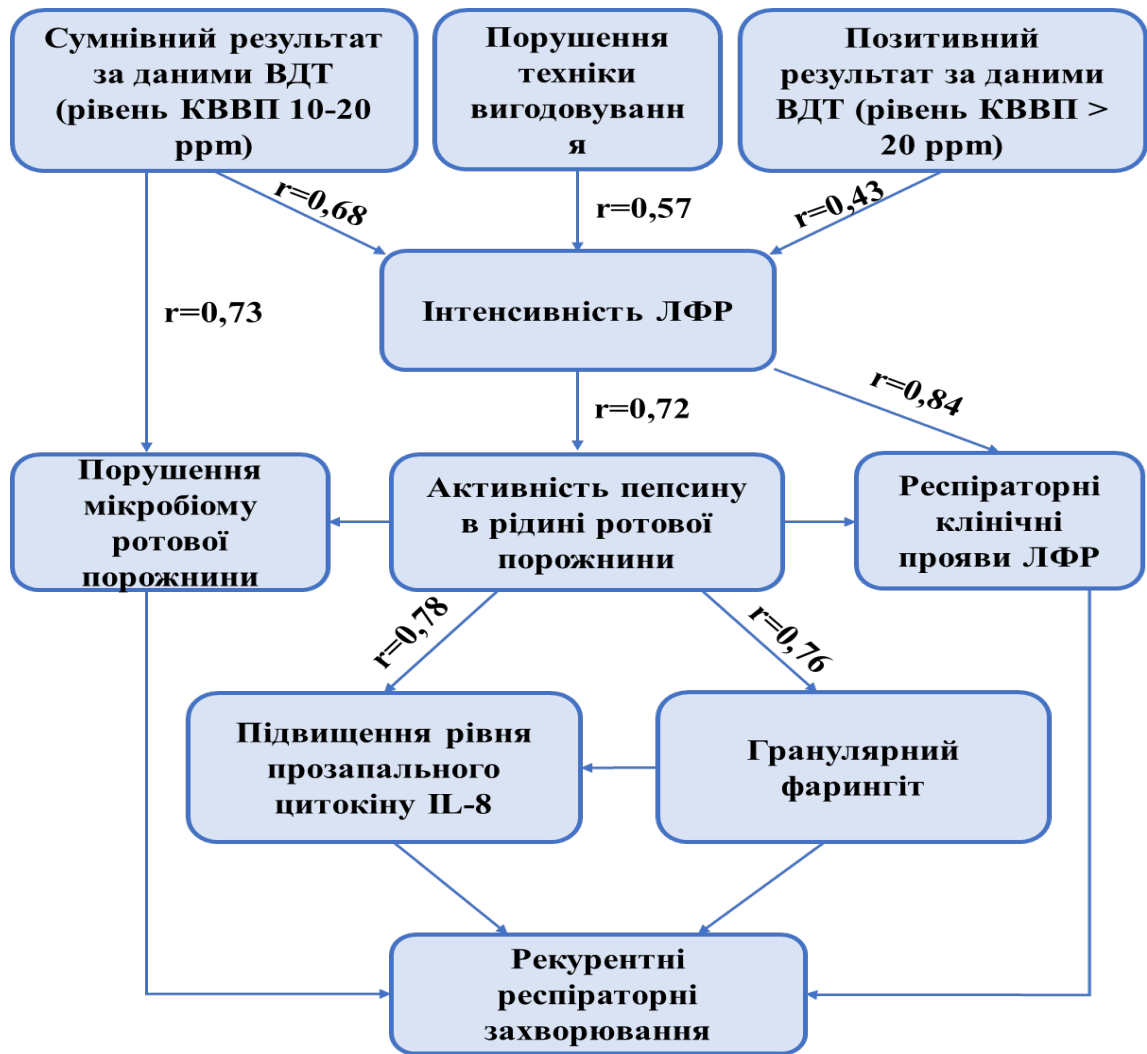 Сумнівний результат
за даними ВДТ
(рівень КВВП 10-20
ppm)
Порушення
техніки
вигодовуванн
я
Позитивний
результат за даними
ВДТ (рівень КВВП >
20 ppm)
r=0,68
r=0,57
r=0,43
Інтенсивність ЛФР
r=0,73
r=0,72
r=0,84
Порушення
мікробіому
ротової
порожнини
Активність пепсину
в рідині ротової
порожнини
Респіраторні
клінічні
прояви ЛФР
r=0,78
r=0,76
Підвищення рівня
прозапального
цитокіну IL-8
Гранулярний
фарингіт
Рекурентні
респіраторні
захворювання